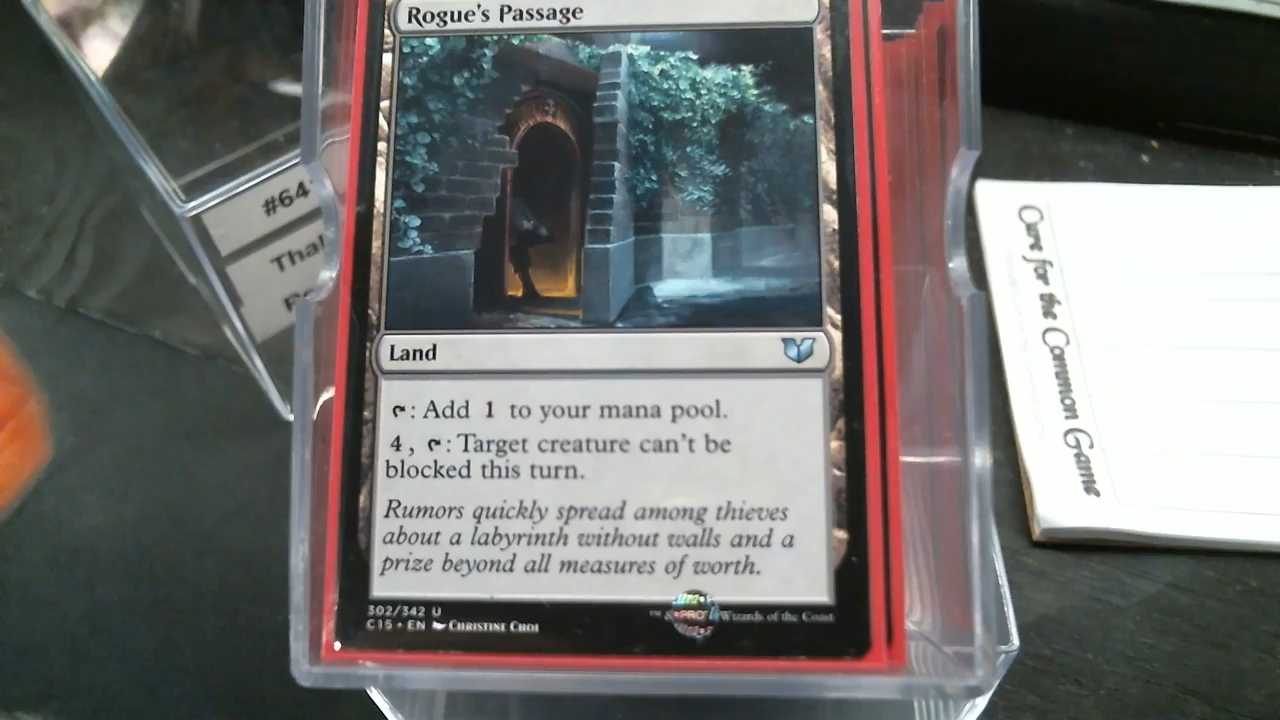 Rogue's Passage
#64
Thal
Land
: Add 1 to your mana pool.
4, : Target creature can't be
blocked this turn.
Rumors quickly spread among thieves
about a labyrinth without walls and a
prize beyond all measures of worth.
302/342 U
C15 • EN Christine Choi
PRO
Wizards of the Coast
Care for the Common Game